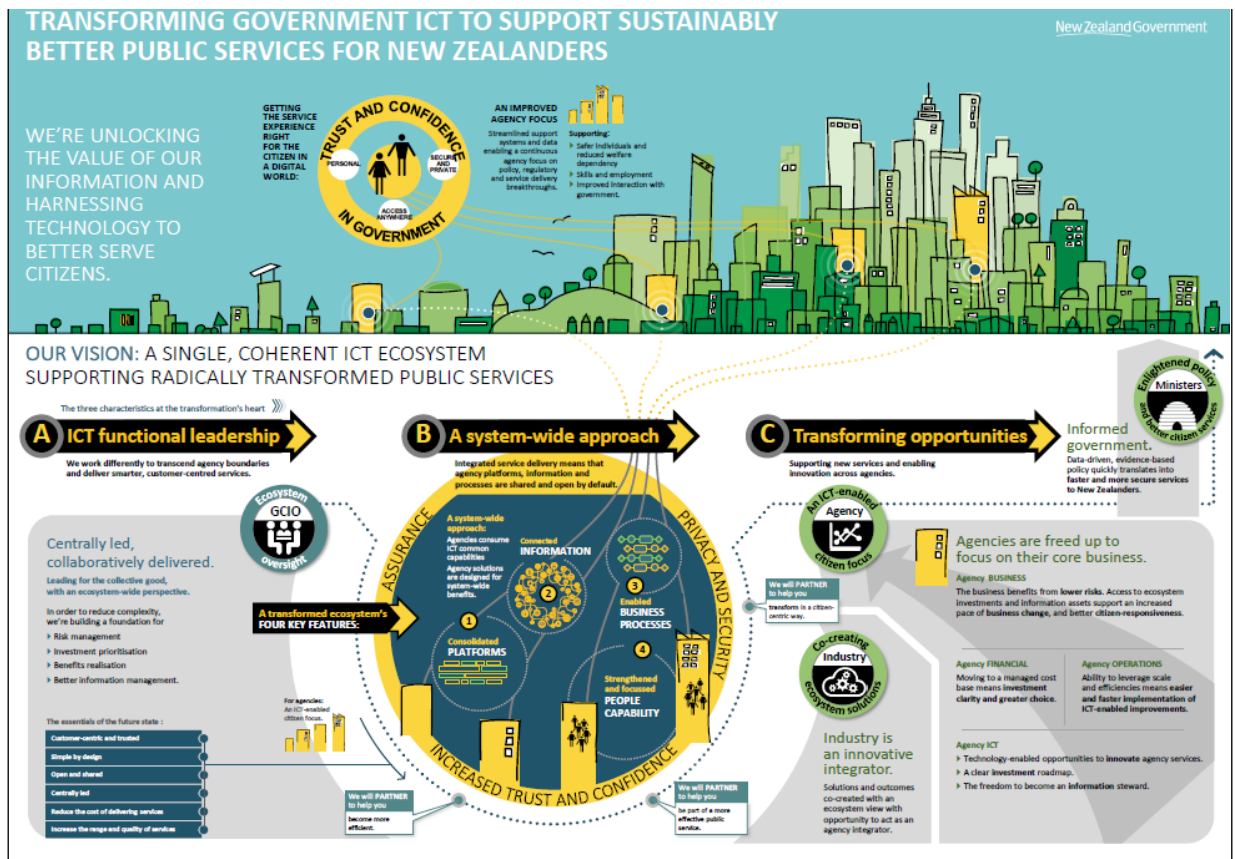 TRANSFORMING GOVERNMENT ICT TO SUPPORT SUSTAINABLY
BETTER PUBLIC SERVICES FOR NEW ZEALANDERS
New Zealand Government
WE'RE UNLOCKING
THE VALUE OF OUR
INFORMATION AND
HARNESSING
TECHNOLOGY TO
BETTER SERVE
CITIZENS.
GETTING
THE SERVICE
EXPERIENCE
RIGHT
FOR THE
CITIZEN IN
A DIGITAL
WORLD:
TRUST AND CONFIDENCE
IN GOVERNMENT
PERSONAL
SECURE
AND
PRIVATE
ACCESS
ANYWHERE
AN IMPROVED
AGENCY FOCUS
Streamlined support
systems and data
enabling a continuous
agency focus on
policy, regulatory
and service delivery
breakthroughs.
Supporting:
Safer individuals and
reduced welfare
dependency
Skills and employment
Improved interaction with
government.
OUR VISION: A SINGLE, COHERENT ICT ECOSYSTEM
SUPPORTING RADICALLY TRANSFORMED PUBLIC SERVICES
The three characteristics at the transformation's heart
A ICT functional leadership
We work differently to transcend agency boundaries
and deliver smarter, customer-centred services.
Ecosystem
GCIO
oversight
Centrally led,
collaboratively delivered.
Leading for the collective good,
with an ecosystem-wide perspective.
In order to reduce complexity,
we're building a foundation for
Risk management
Investment prioritisation
Benefits realisation
Better information management.
The essentials of the future state :
Customer-centric and trusted
Simple by design
Open and shared
Centrally led
Reduce the cost of delivering services
Increase the range and quality of services
B A system-wide approach
Integrated service delivery means that
agency platforms, information and
processes are shared and open by default.
A transformed ecosystem's
FOUR KEY FEATURES:
ASSURANCE
PRIVACY AND SECURITY
INCREASED TRUST AND CONFIDENCE
A system-wide
approach:
Agencies consume
ICT common
capabilities
Agency solutions
are designed for
system-wide
benefits.
1
Consolidated
PLATFORMS
Connected
INFORMATION
2
3
Enabled
BUSINESS
PROCESSES
4
Strengthened
and focussed
PEOPLE
CAPABILITY
For agencies:
An ICT-enabled
citizen focus.
We will PARTNER
to help you
become more
efficient.
We will PARTNER
to help you
be part of a more
effective public
service.
We will PARTNER
to help you
transform in a citizen-
centric way.
C Transforming opportunities
Supporting new services and enabling
innovation across agencies.
An ICT-enabled
Agency
citizen focus
Co-creating
Industry
ecosystem solutions
Industry is
an innovative
integrator.
Solutions and outcomes
co-created with an
ecosystem view with
opportunity to act as an
agency integrator.
Enlightened policy
Ministers
and better citizen services
Informed
government.
Data-driven, evidence-based
policy quickly translates into
faster and more secure services
to New Zealanders.
Agencies are freed up to
focus on their core business.
Agency BUSINESS
The business benefits from lower risks. Access to ecosystem
investments and information assets support an increased
pace of business change, and better citizen-responsiveness.
Agency FINANCIAL
Moving to a managed cost
base means investment
clarity and greater choice.
Agency OPERATIONS
Ability to leverage scale
and efficiencies means easier
and faster implementation of
ICT-enabled improvements.
Agency ICT
Technology-enabled opportunities to innovate agency services.
A clear investment roadmap.
The freedom to become an information steward.